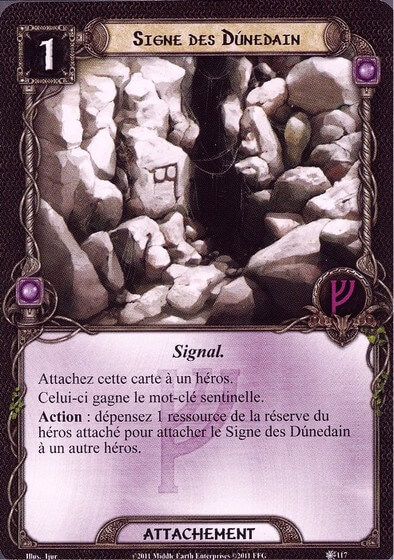 1
SIGNE DES DÚNEDAIN
Signal.
Attachez cette carte à un héros.
Celui-ci gagne le mot-clé sentinelle.
Action : dépensez 1 ressource de la réserve du
héros attaché pour attacher le Signe des Dúnedain
à un autre héros.
ATTACHEMENT
Illus. Igur
©2011 Middle Earth Enterprises ©2011 FFG
117